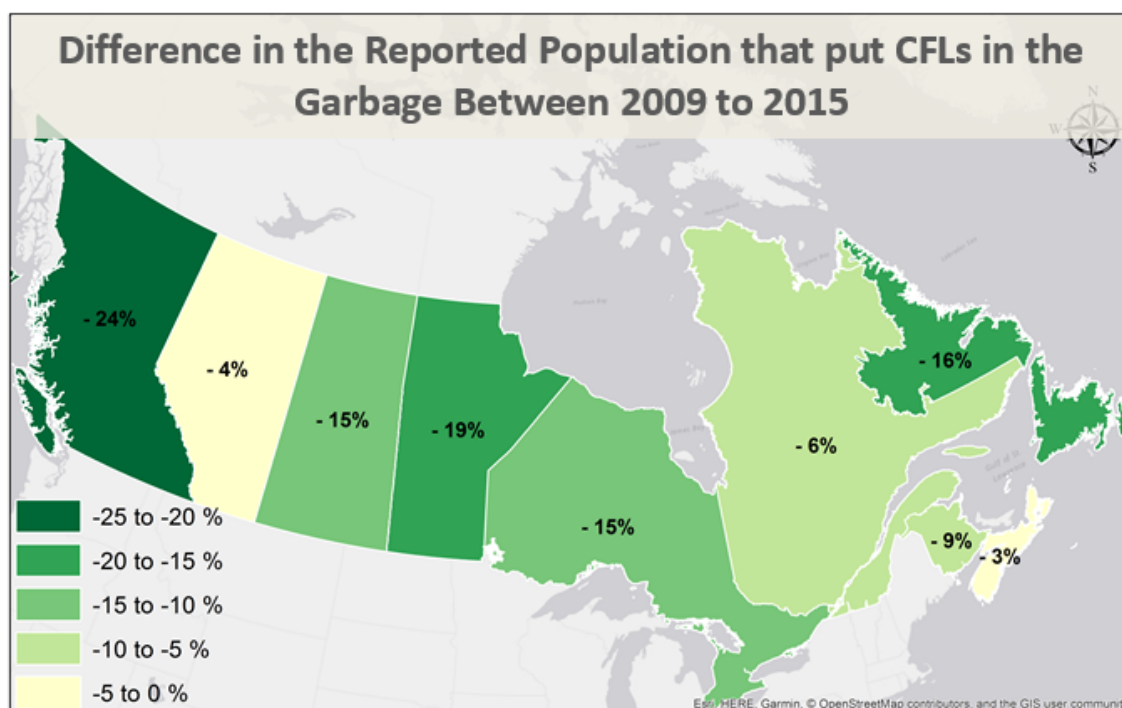 Difference in the Reported Population that put CFLs in the
Garbage Between 2009 to 2015
N
W
S
- 24%
- 4%
- 15%
- 19%
- 15%
- 6%
- 16%
- 9%
- 3%
-25 to -20 %
-20 to -15 %
-15 to -10 %
-10 to -5 %
-5 to 0 %
Esri, HERE, Garmin, © OpenStreetMap contributors, and the GIS user communit